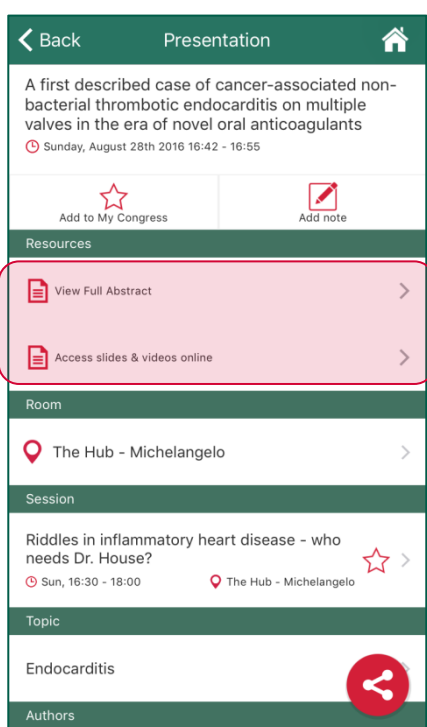 Back Presentation
A first described case of cancer-associated non-
bacterial thrombotic endocarditis on multiple
valves in the era of novel oral anticoagulants
Sunday, August 28th 2016 16:42 - 16:55
Add to My Congress Add note
Resources
View Full Abstract
Access slides & videos online
Room
The Hub - Michelangelo
Session
Riddles in inflammatory heart disease - who
needs Dr. House?
Sun, 16:30 - 18:00 The Hub - Michelangelo
Topic
Endocarditis
Authors